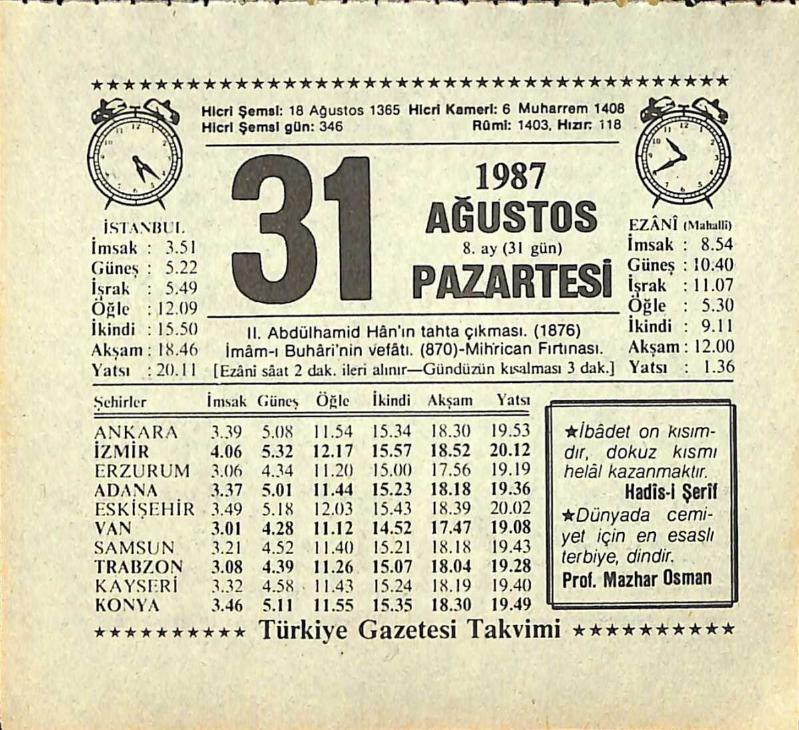 Hicri Şemsi: 18 Ağustos 1365 Hicri Kameri: 6 Muharrem 1408
Hicri Şemsi gün: 346 Rûmi: 1403, Hızır: 118
31
1987
AĞUSTOS
8. ay (31 gün)
PAZARTESİ
İSTANBUL
İmsak : 3.51
Güneş : 5.22
İşrak : 5.49
Öğle : 12.09
İkindi : 15.50
Akşam : 18.46
Yatsı : 20.11
EZÂNÎ (Mahallî)
İmsak : 8.54
Güneş : 10.40
İşrak : 11.07
Öğle : 5.30
İkindi : 9.11
Akşam : 12.00
Yatsı : 1.36
II. Abdülhamid Hân'ın tahta çıkması. (1876)
İmâm-ı Buhâri'nin vefâtı. (870)-Mihrican Fırtınası.
[Ezânî sâat 2 dak. ileri alınır—Gündüzün kısalması 3 dak.]
Şehirler İmsak Güneş Öğle İkindi Akşam Yatsı
ANKARA 3.39 5.08 11.54 15.34 18.30 19.53
İZMİR 4.06 5.32 12.17 15.57 18.52 20.12
ERZURUM 3.06 4.34 11.20 15.00 17.56 19.19
ADANA 3.37 5.01 11.44 15.23 18.18 19.36
ESKİŞEHİR 3.49 5.18 12.03 15.43 18.39 20.02
VAN 3.01 4.28 11.12 14.52 17.47 19.08
SAMSUN 3.21 4.52 11.40 15.21 18.18 19.43
TRABZON 3.08 4.39 11.26 15.07 18.04 19.28
KAYSERİ 3.32 4.58 11.43 15.24 18.19 19.40
KONYA 3.46 5.11 11.55 15.35 18.30 19.49
★İbâdet on kısım-
dır, dokuz kısmı
helâl kazanmaktır.
Hadîs-i Şerîf
★Dünyada cemi-
yet için en esaslı
terbiye, dindir.
Prof. Mazhar Osman
Türkiye Gazetesi Takvimi